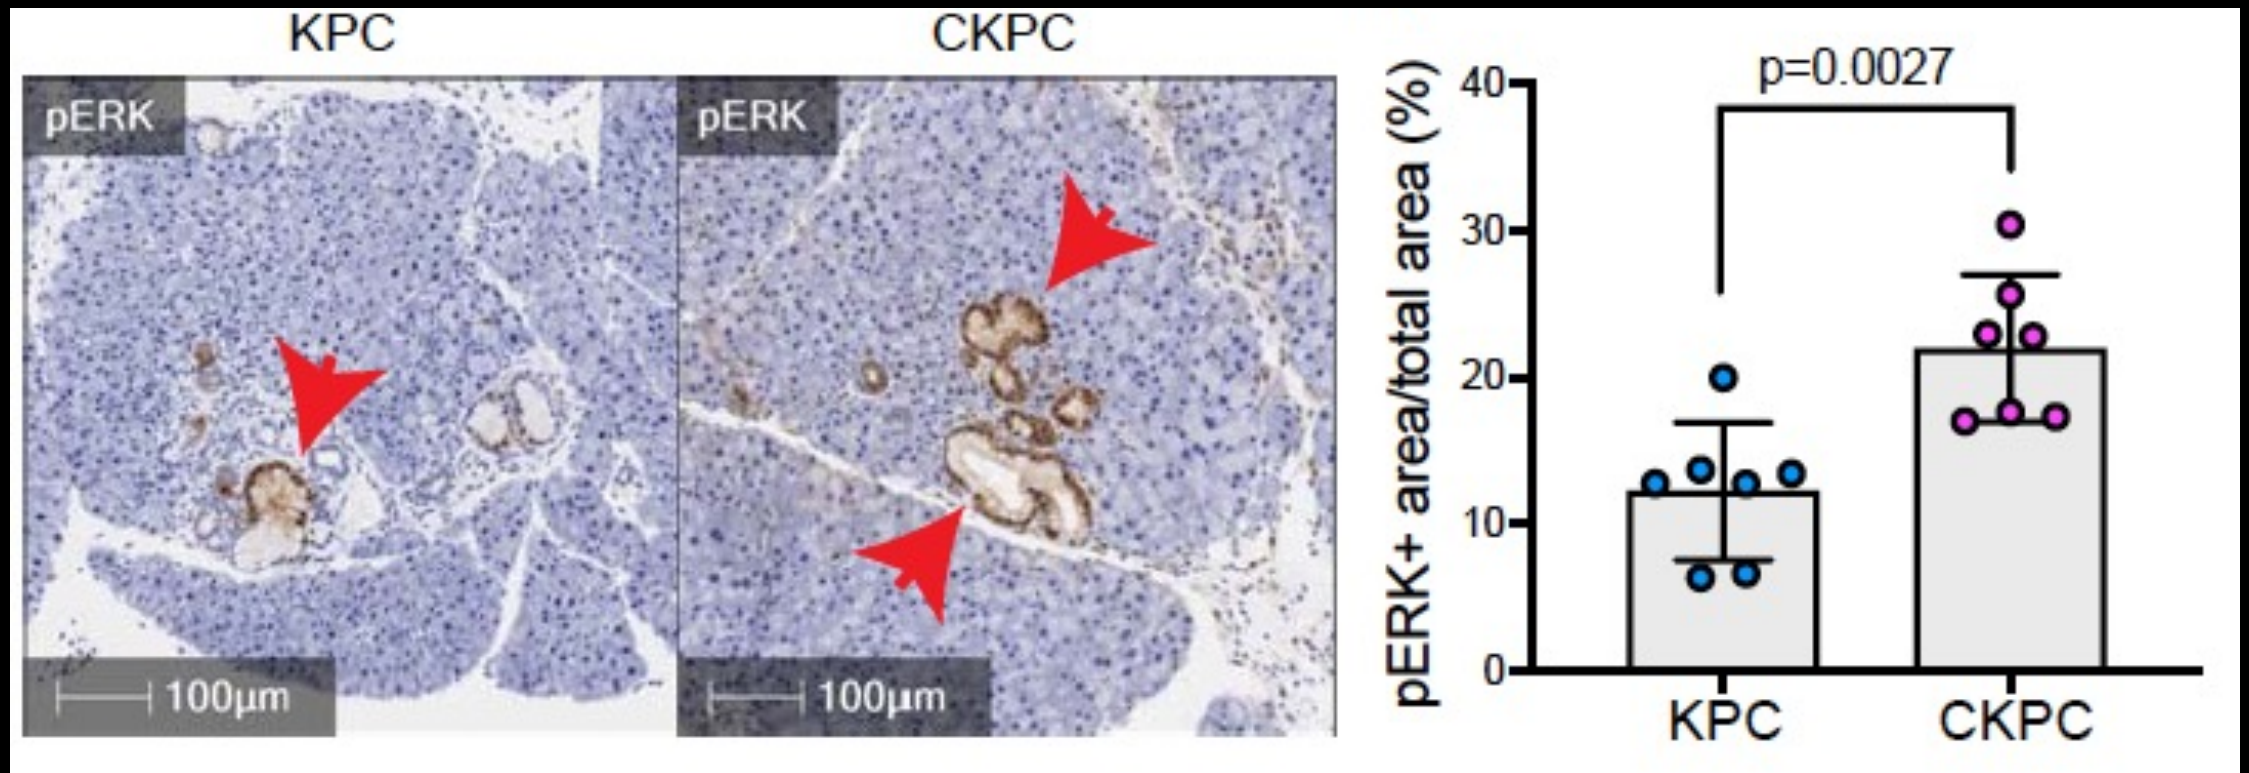 KPC
CKPC
pERK
pERK
100µm
100µm
p=0.0027
pERK+ area/total area (%)
40
30
20
10
0
KPC
CKPC